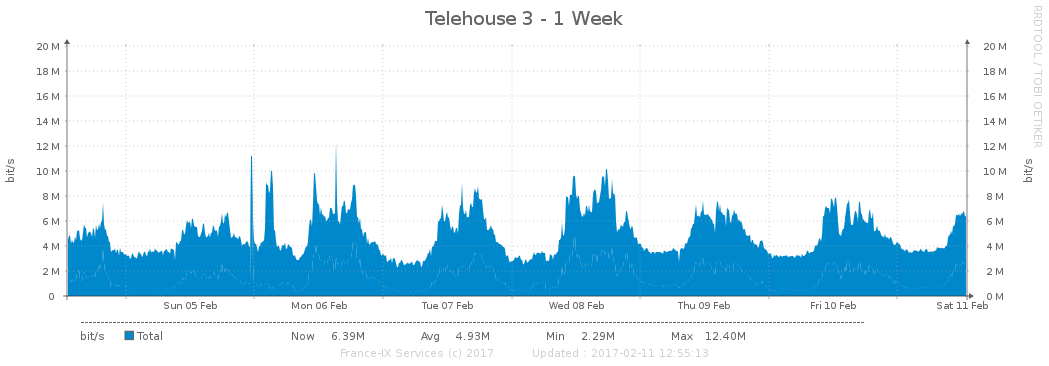 Telehouse 3 - 1 Week
RRDTOOL / TOBI OETIKER
bit/s
20 M
18 M
16 M
14 M
12 M
10 M
8 M
6 M
4 M
2 M
0
20 M
18 M
16 M
14 M
12 M
10 M
8 M
6 M
4 M
2 M
0 M
bit/s
Sun 05 Feb Mon 06 Feb Tue 07 Feb Wed 08 Feb Thu 09 Feb Fri 10 Feb Sat 11 Feb
bit/s Total Now 6.39M Avg 4.93M Min 2.29M Max 12.40M
France-IX Services (c) 2017 Updated : 2017-02-11 12:55:13